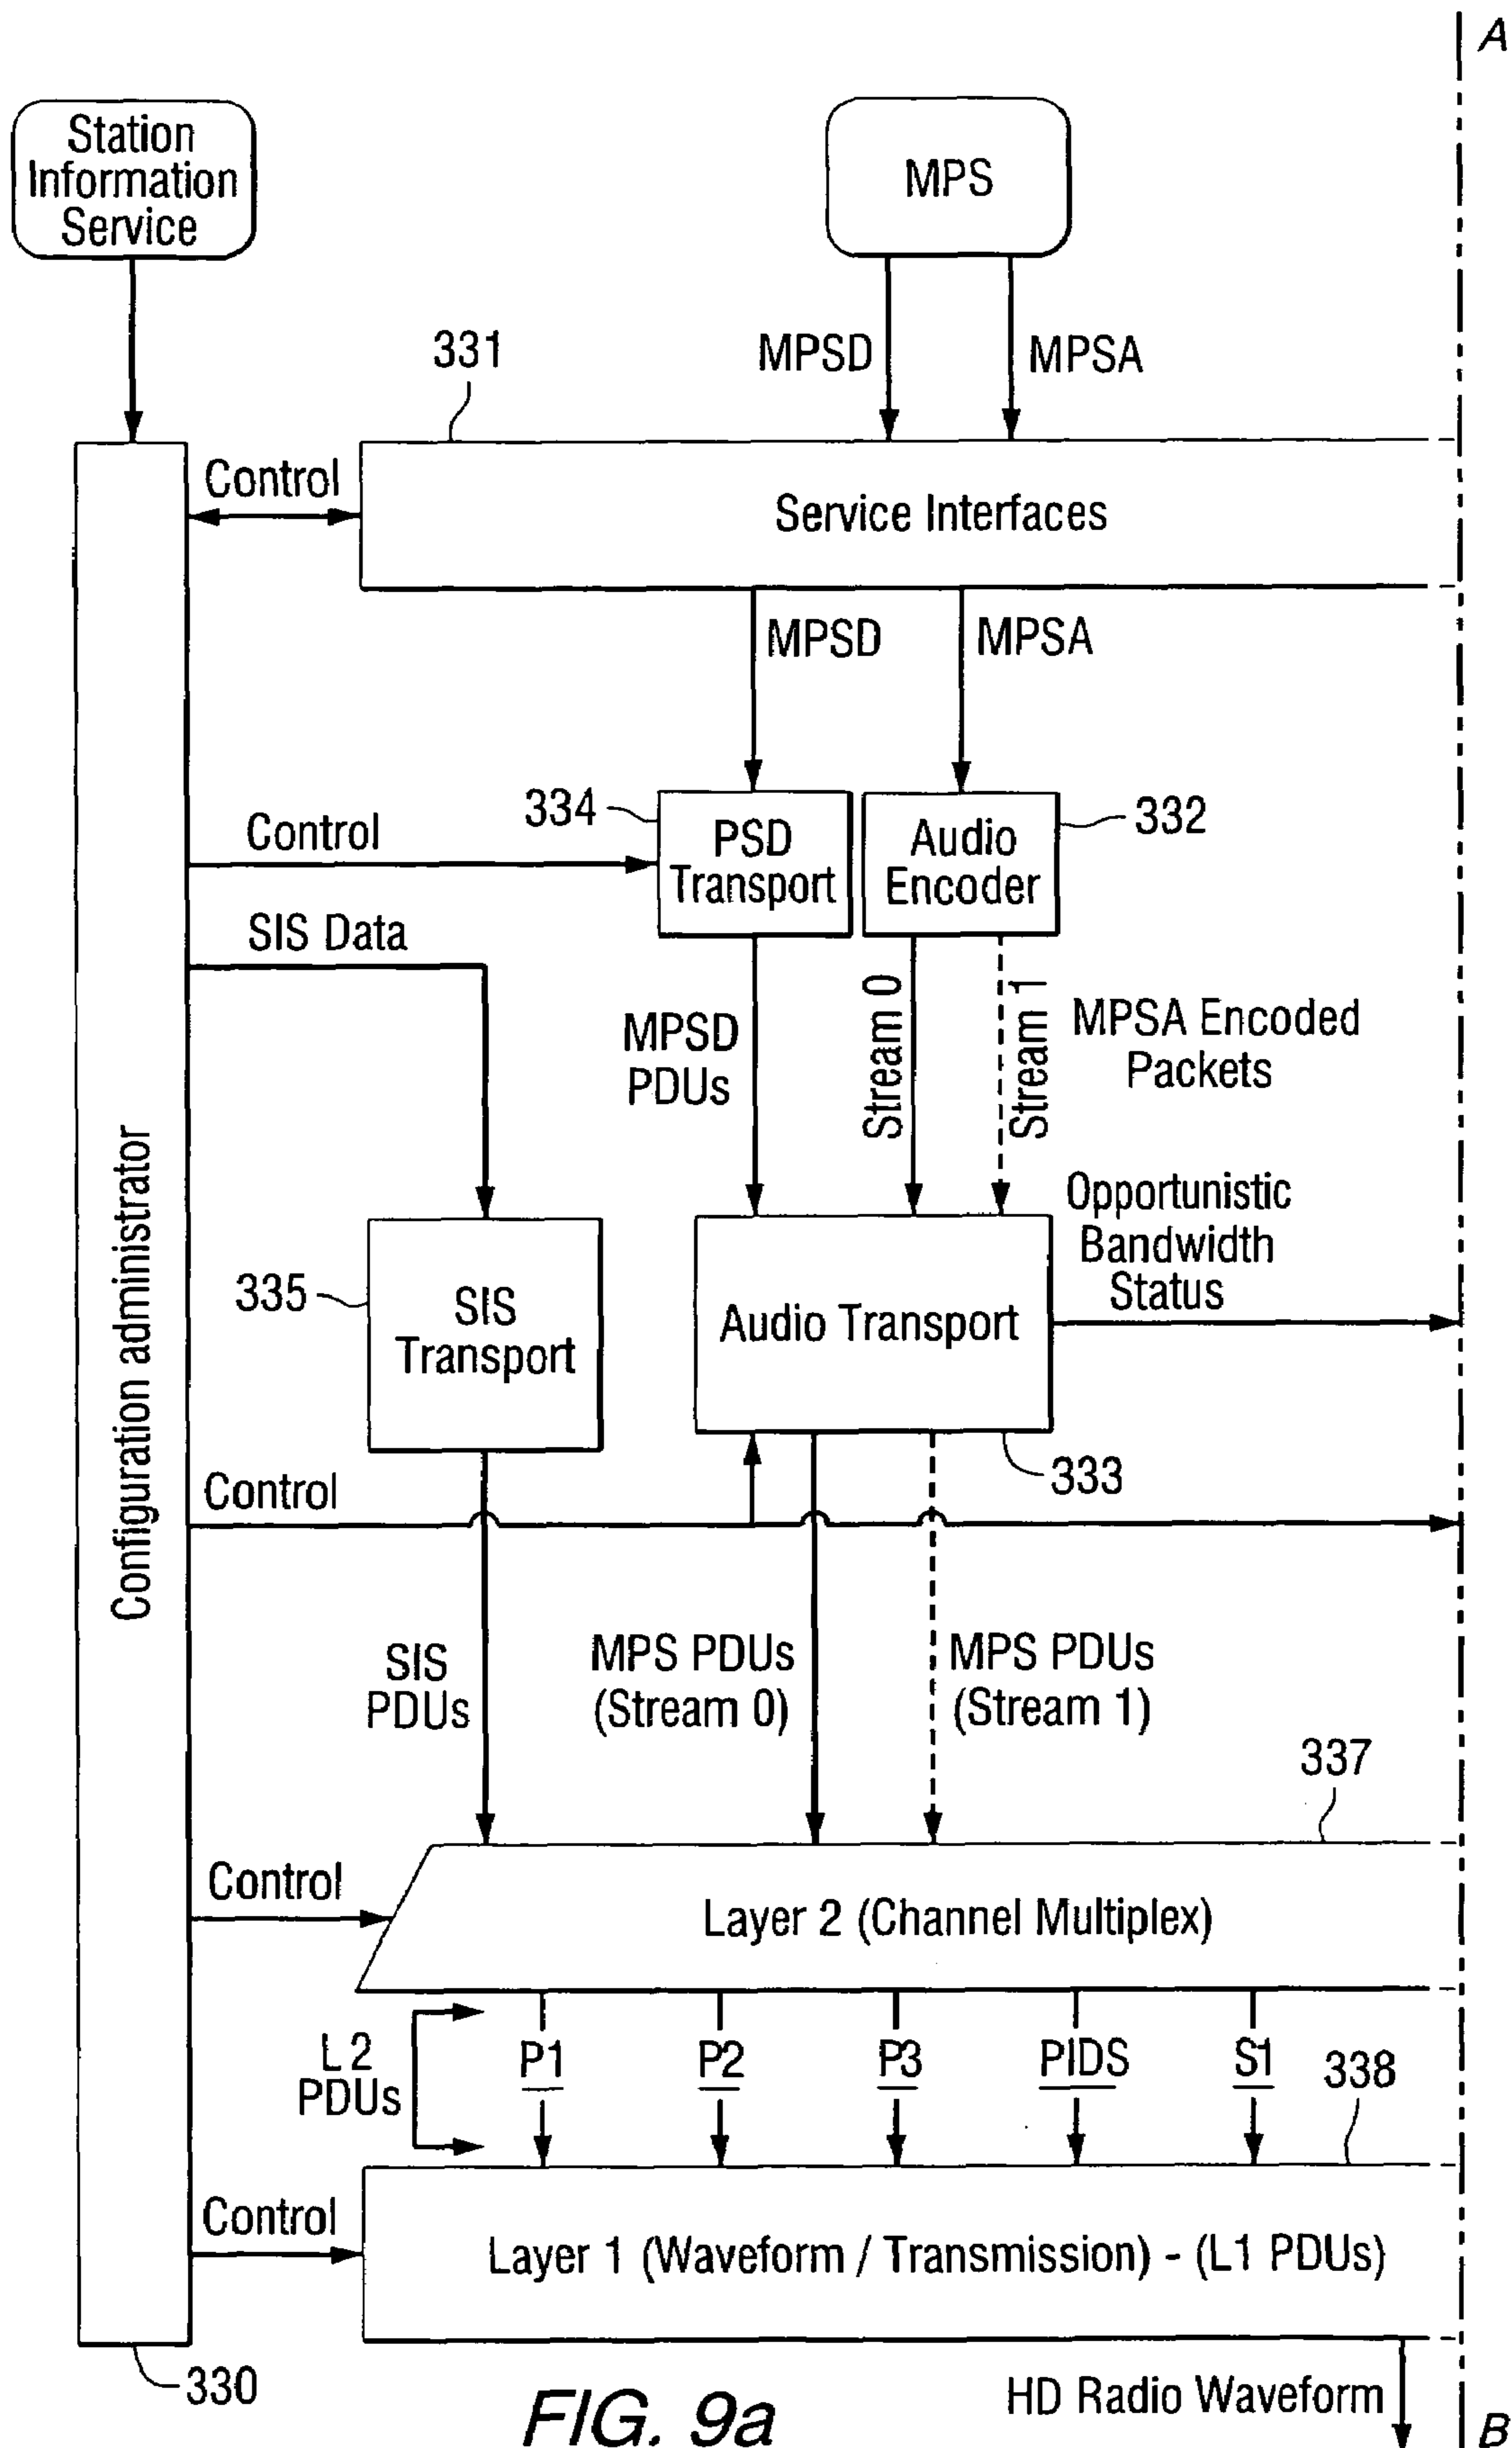 A
Station
Information
Service
MPS
331
MPSD
MPSA
Control
Service Interfaces
MPSD
MPSA
334
PSD
Transport
Audio
Encoder
332
Control
SIS Data
MPSD
PDUs
Stream 0
Stream 1
MPSA Encoded
Packets
Opportunistic
Bandwidth
Status
Configuration administrator
335
SIS
Transport
Audio Transport
333
Control
SIS
PDUs
MPS PDUs
(Stream 0)
MPS PDUs
(Stream 1)
337
Control
Layer 2 (Channel Multiplex)
L 2
PDUs
P1
P2
P3
PIDS
S1
338
Control
Layer 1 (Waveform / Transmission) - (L1 PDUs)
330
FIG. 9a
HD Radio Waveform
B